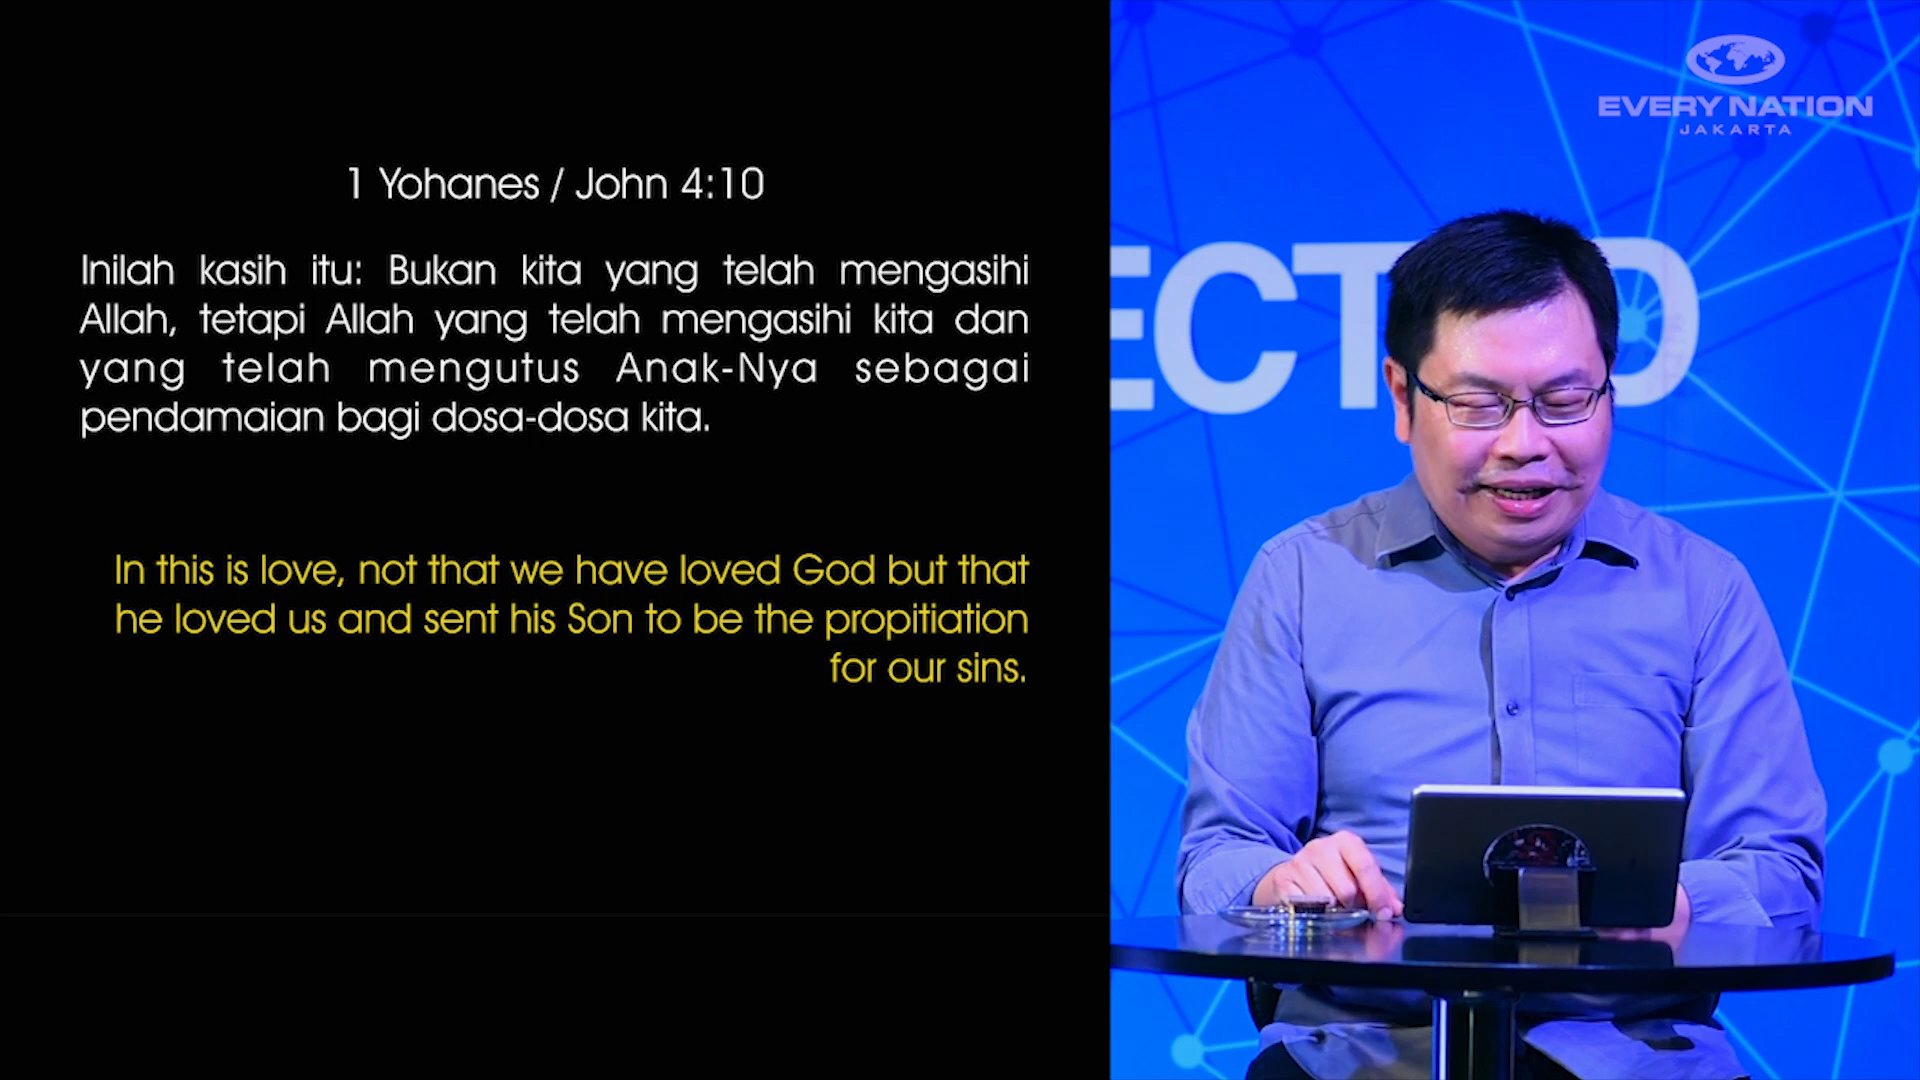 1 Yohanes / John 4:10
Inilah kasih itu: Bukan kita yang telah mengasihi
Allah, tetapi Allah yang telah mengasihi kita dan
yang telah mengutus Anak-Nya sebagai
pendamaian bagi dosa-dosa kita.
In this is love, not that we have loved God but that
he loved us and sent his Son to be the propitiation
for our sins.
EVERY NATION
JAKARTA
ECT D